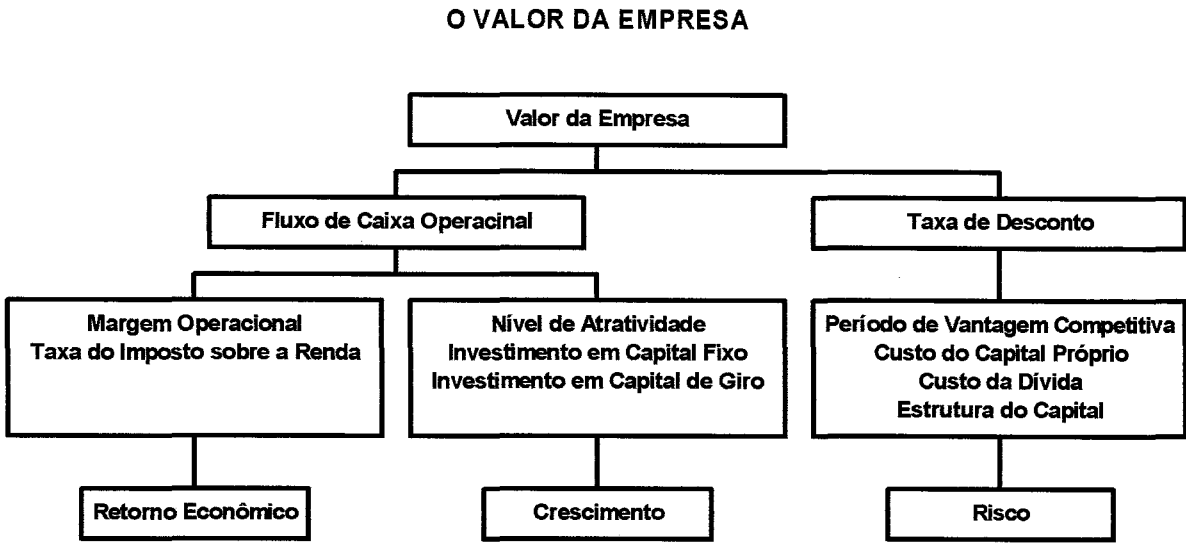 O VALOR DA EMPRESA
Valor da Empresa
Fluxo de Caixa Operacinal
Taxa de Desconto
Margem Operacional
Taxa do Imposto sobre a Renda
Nível de Atratividade
Investimento em Capital Fixo
Investimento em Capital de Giro
Período de Vantagem Competitiva
Custo do Capital Próprio
Custo da Dívida
Estrutura do Capital
Retorno Econômico
Crescimento
Risco